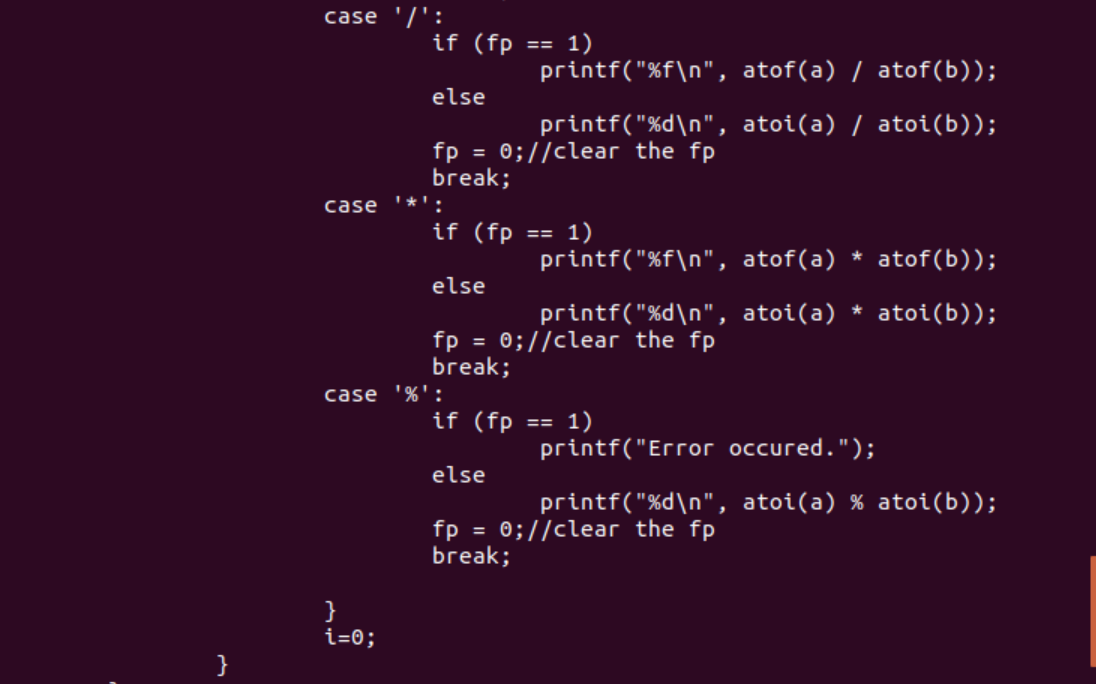 case '/':
if (fp == 1)
printf("%f\n", atof(a) / atof(b));
else
printf("%d\n", atoi(a) / atoi(b));
fp = 0;//clear the fp
break;
case '*':
if (fp == 1)
printf("%f\n", atof(a) * atof(b));
else
printf("%d\n", atoi(a) * atoi(b));
fp = 0;//clear the fp
break;
case '%':
if (fp == 1)
printf("Error occured.");
else
printf("%d\n", atoi(a) % atoi(b));
fp = 0;//clear the fp
break;
}
i=0;
}